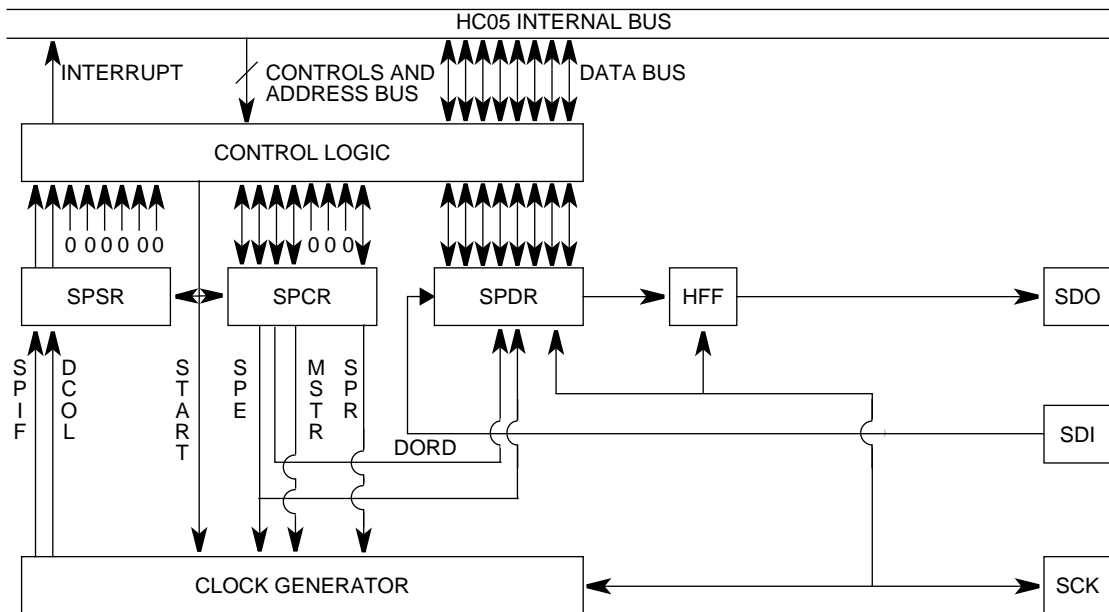 HC05 INTERNAL BUS
INTERRUPT
CONTROLS AND
ADDRESS BUS
DATA BUS
CONTROL LOGIC
0 0 0 0 0 0
0 0 0
SPSR
SPCR
SPDR
HFF
SDO
SPIF
DCOL
START
SPE
MSTR
SPR
DORD
SDI
CLOCK GENERATOR
SCK